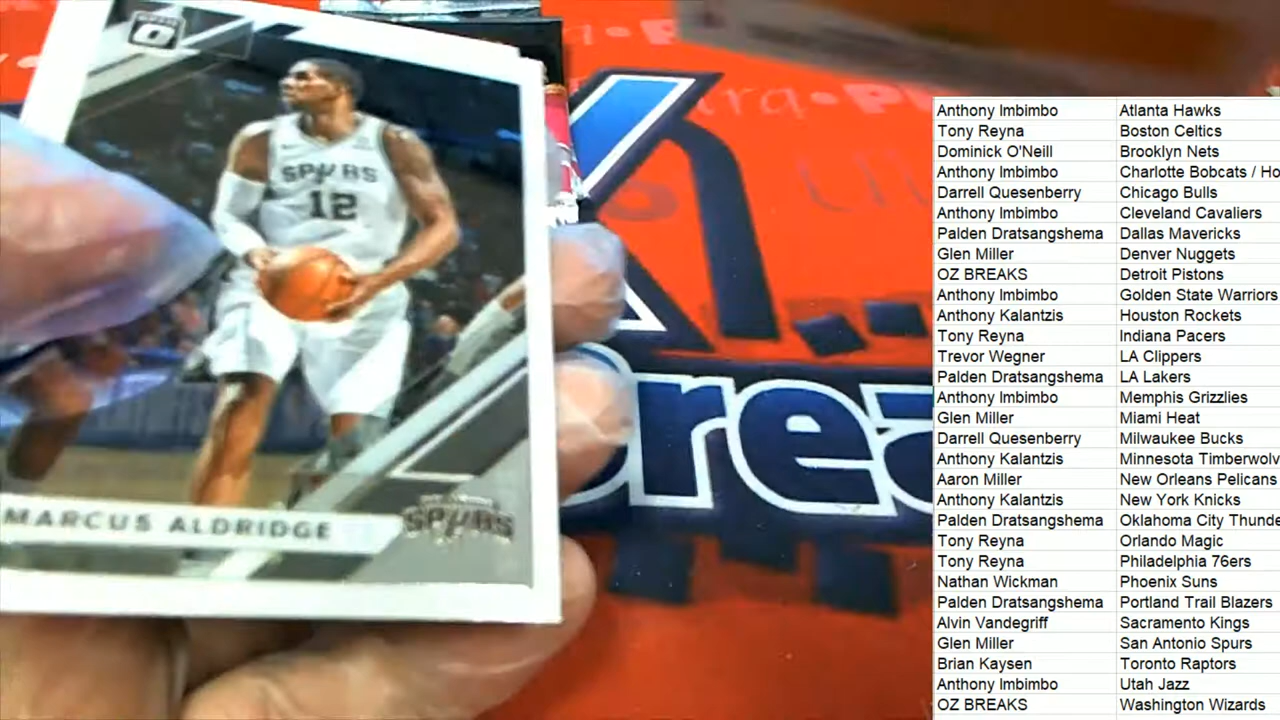 SPURS
12
MARCUS ALDRIDGE
SPURS
Brea
Anthony Imbimbo Atlanta Hawks
Tony Reyna Boston Celtics
Dominick O'Neill Brooklyn Nets
Anthony Imbimbo Charlotte Bobcats / Ho
Darrell Quesenberry Chicago Bulls
Anthony Imbimbo Cleveland Cavaliers
Palden Dratsangshema Dallas Mavericks
Glen Miller Denver Nuggets
OZ BREAKS Detroit Pistons
Anthony Imbimbo Golden State Warriors
Anthony Kalantzis Houston Rockets
Tony Reyna Indiana Pacers
Trevor Wegner LA Clippers
Palden Dratsangshema LA Lakers
Anthony Imbimbo Memphis Grizzlies
Glen Miller Miami Heat
Darrell Quesenberry Milwaukee Bucks
Anthony Kalantzis Minnesota Timberwolv
Aaron Miller New Orleans Pelicans
Anthony Kalantzis New York Knicks
Palden Dratsangshema Oklahoma City Thunde
Tony Reyna Orlando Magic
Tony Reyna Philadelphia 76ers
Nathan Wickman Phoenix Suns
Palden Dratsangshema Portland Trail Blazers
Alvin Vandegriff Sacramento Kings
Glen Miller San Antonio Spurs
Brian Kaysen Toronto Raptors
Anthony Imbimbo Utah Jazz
OZ BREAKS Washington Wizards